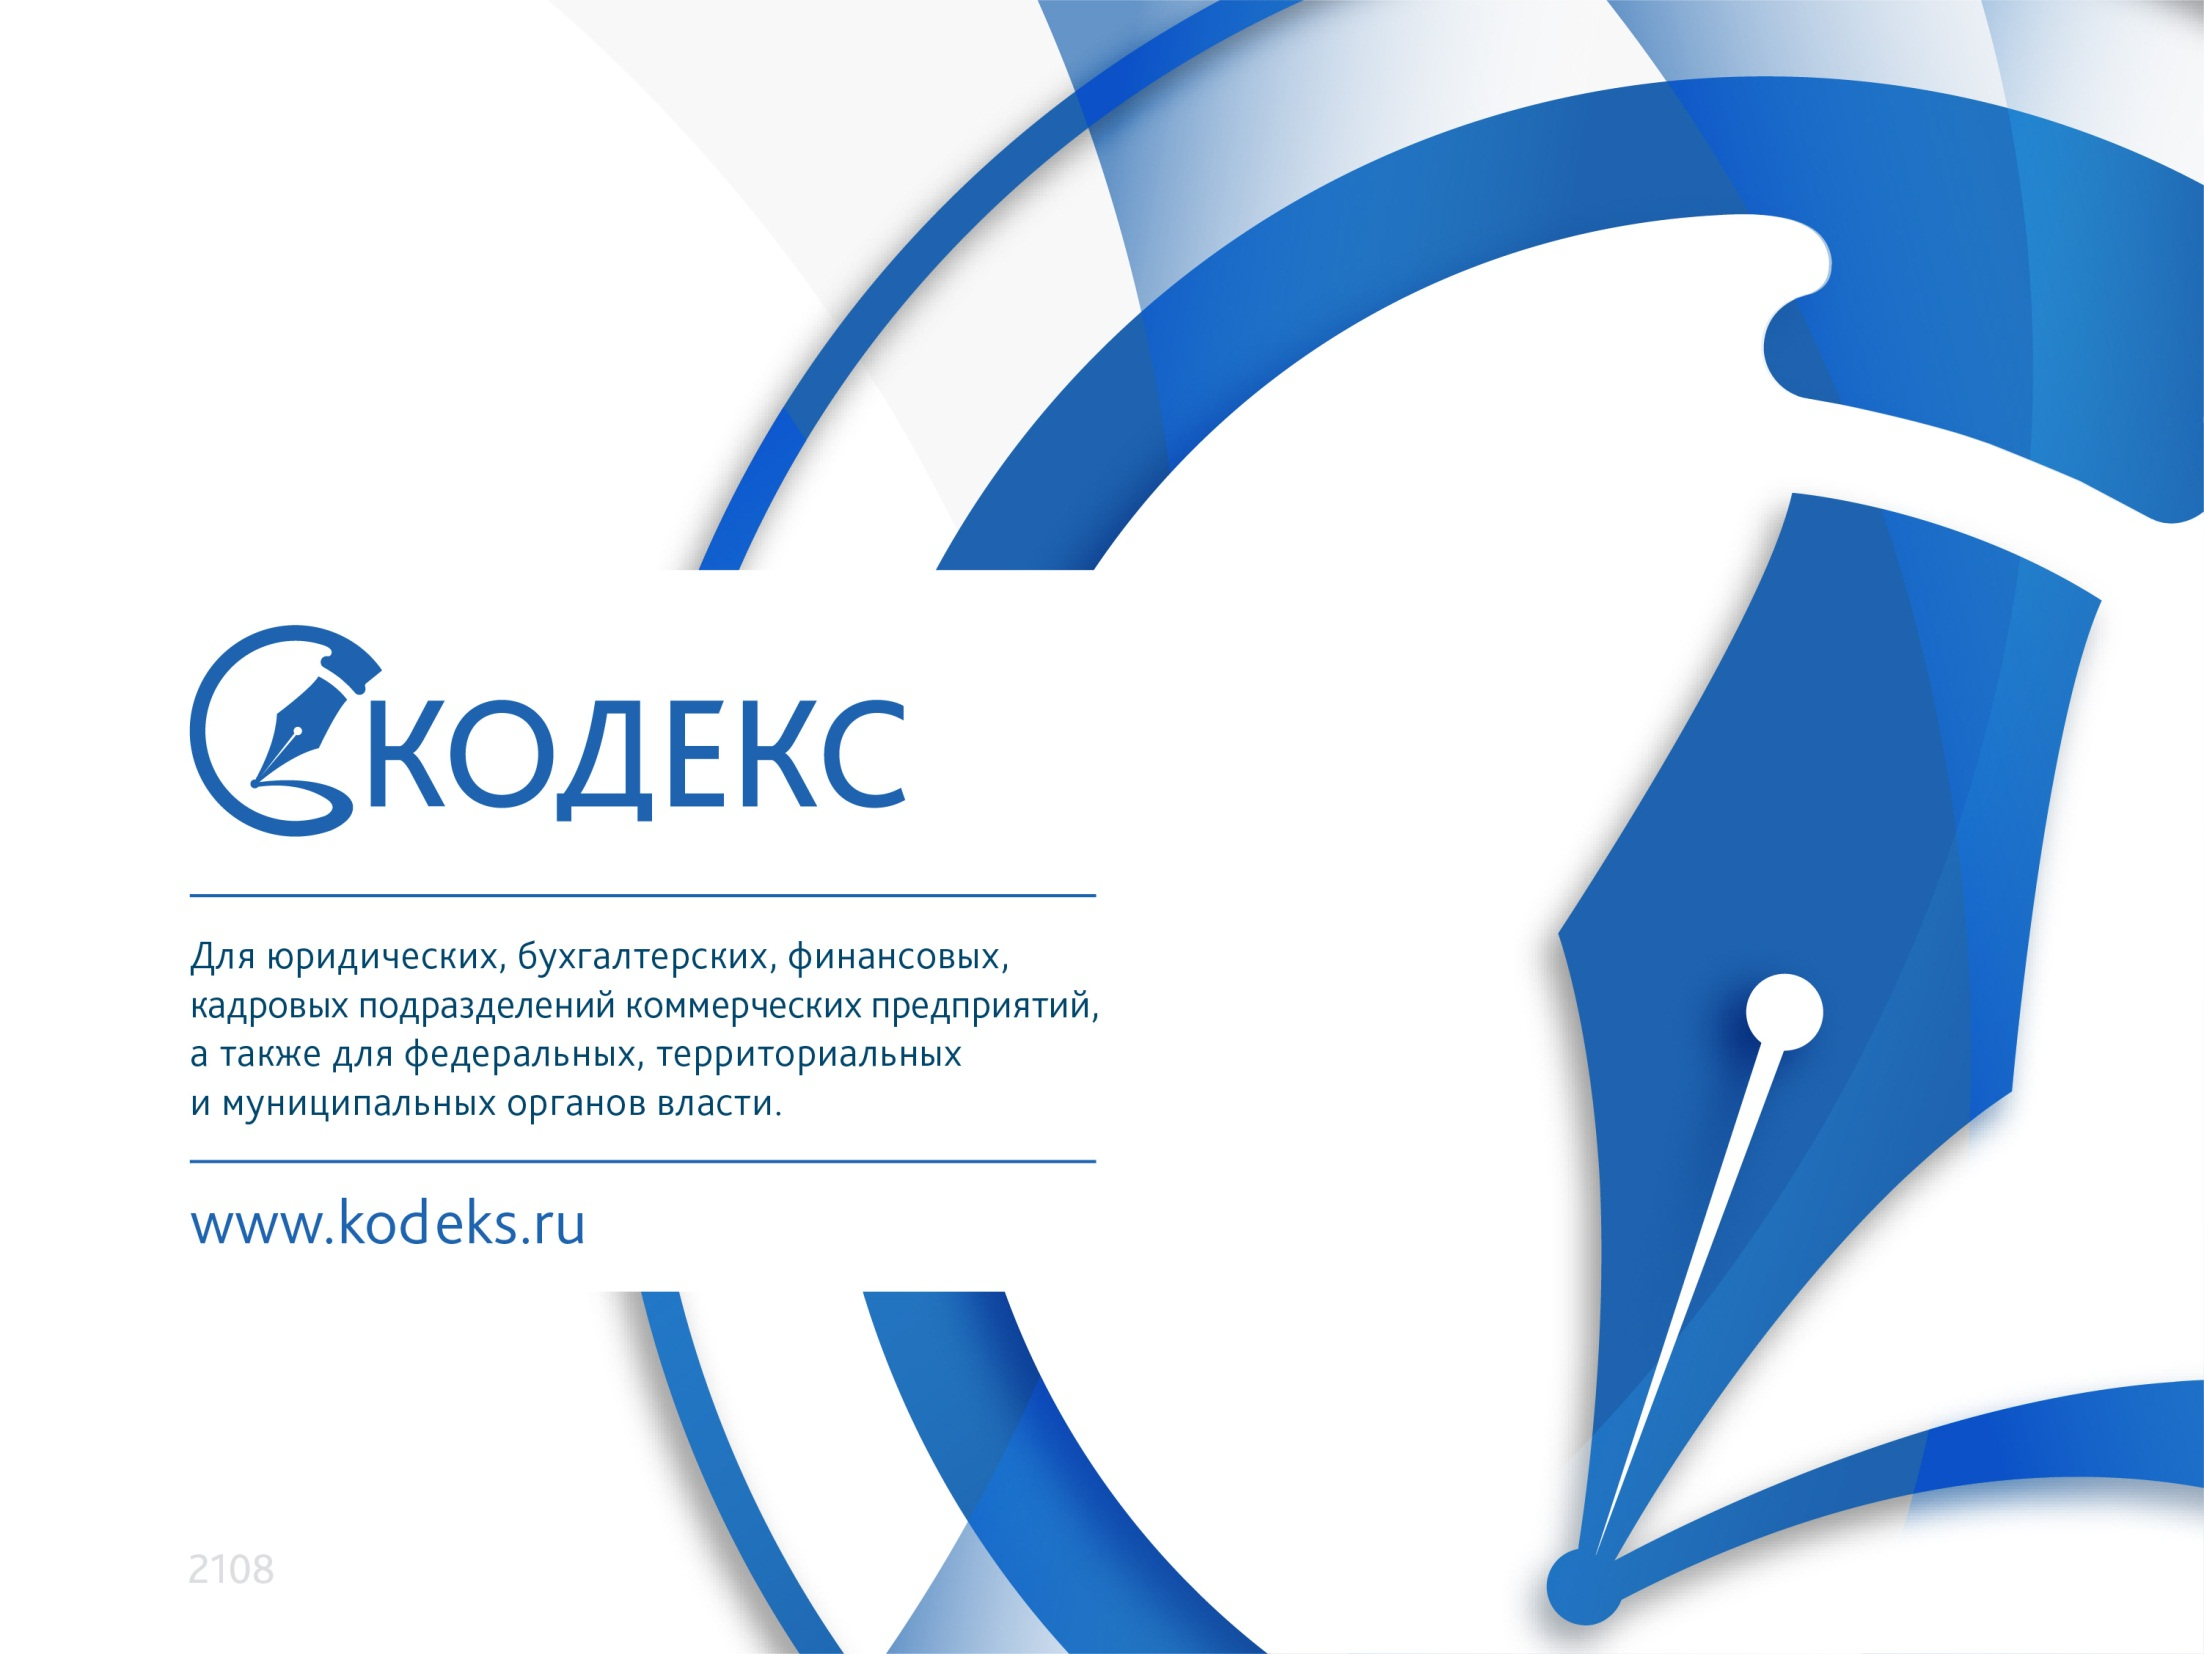 КОДЕКС
Для юридических, бухгалтерских, финансовых,
кадровых подразделений коммерческих предприятий,
а также для федеральных, территориальных
и муниципальных органов власти.
www.kodeks.ru
2108